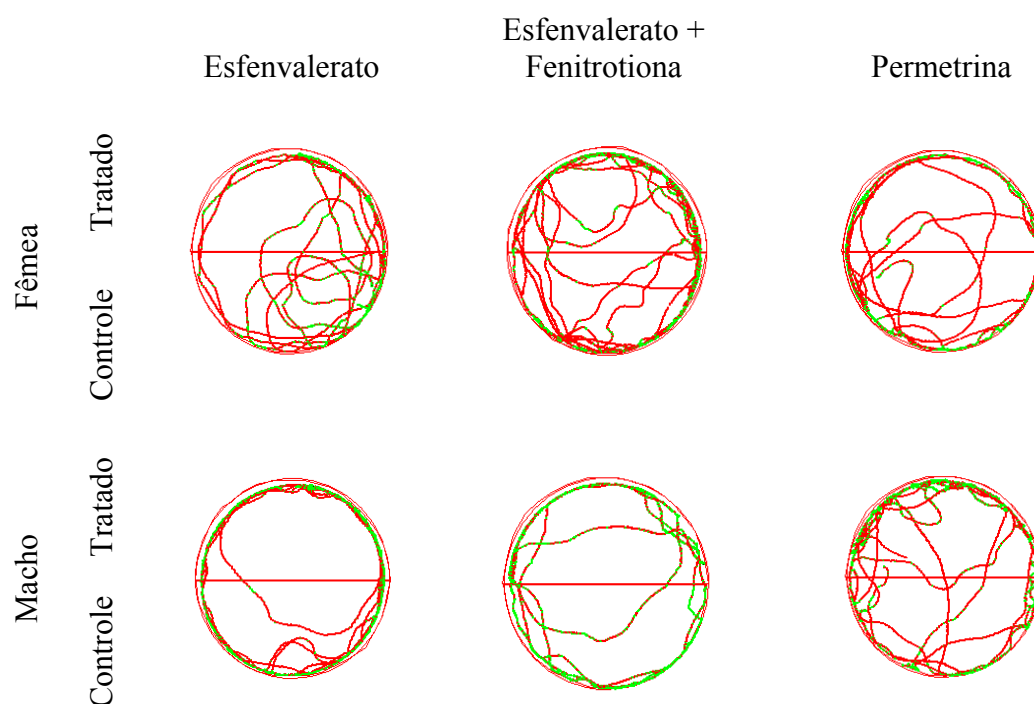 Esfenvalerato
Esfenvalerato +
Fenitrotiona
Permetrina
Fêmea
Tratado
Controle
Macho
Tratado
Controle